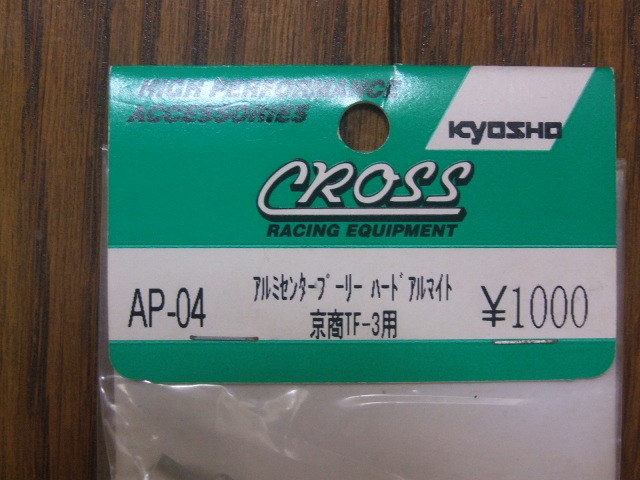 HIGH PERFORMANCE
ACCESSORIES
KYOSHO
CROSS
RACING EQUIPMENT
AP-04
アルミセンタープーリー ハードアルマイト
京商TF-3用
¥1000